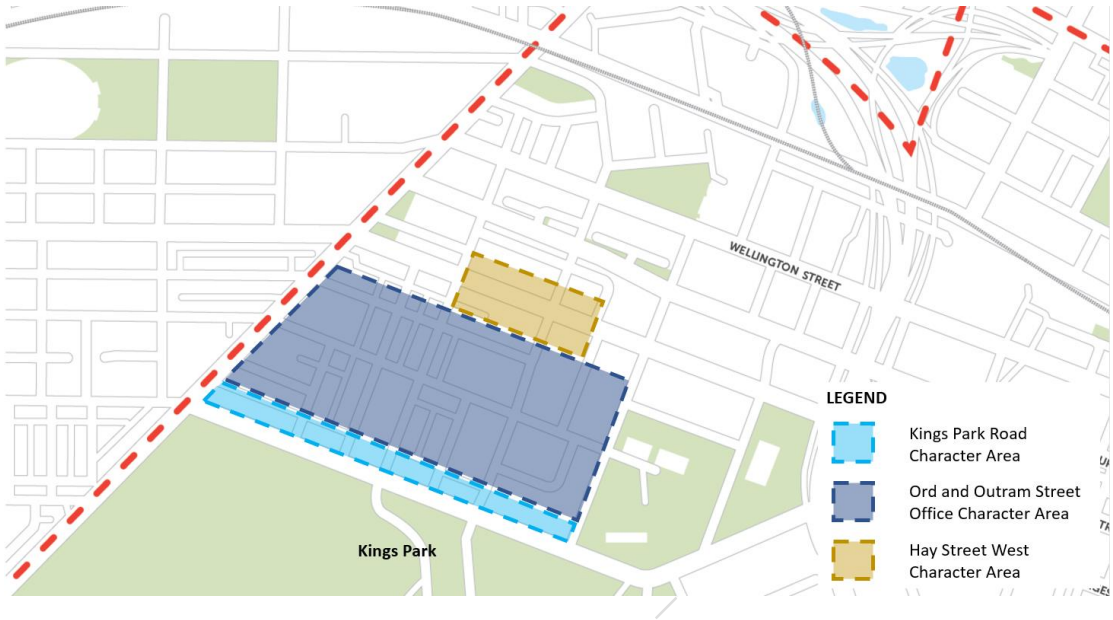 WELLINGTON STREET
LEGEND
Kings Park Road
Character Area
Ord and Outram Street
Office Character Area
Kings Park
Hay Street West
Character Area